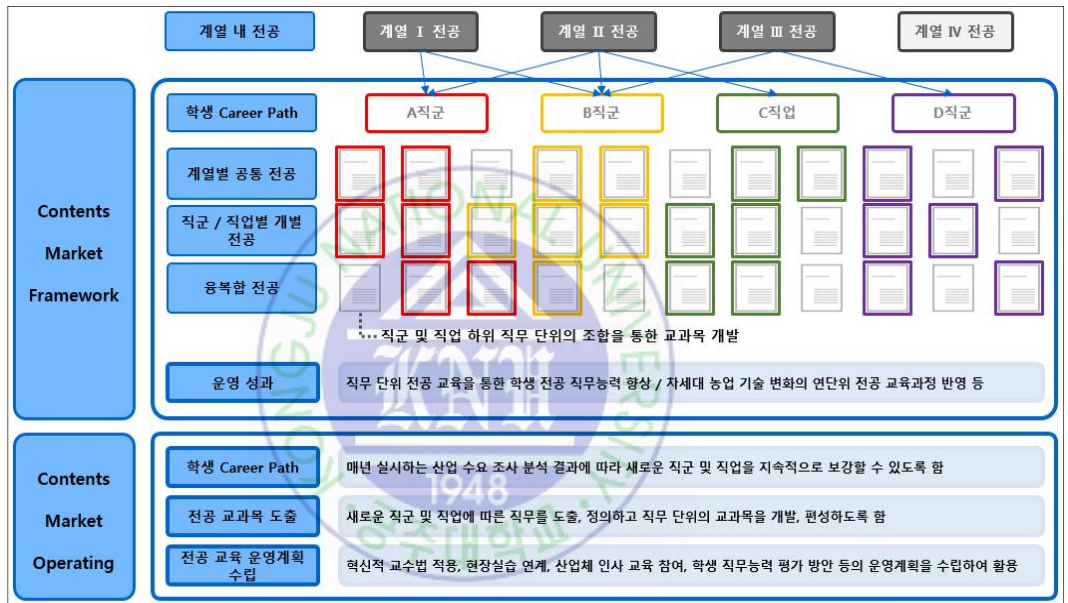 계열 내 전공
계열 Ⅰ 전공
계열 Ⅱ 전공
계열 Ⅲ 전공
계열 Ⅳ 전공
Contents
Market
Framework
학생 Career Path
A직군
B직군
C직업
D직군
계열별 공통 전공
직군 / 직업별 개별
전공
융복합 전공
직군 및 직업 하위 직무 단위의 조합을 통한 교과목 개발
운영 성과
직무 단위 전공 교육을 통한 학생 전공 직무능력 향상 / 차세대 농업 기술 변화의 연단위 전공 교육과정 반영 등
Contents
Market
Operating
학생 Career Path
매년 실시하는 산업 수요 조사 분석 결과에 따라 새로운 직군 및 직업을 지속적으로 보강할 수 있도록 함
전공 교과목 도출
새로운 직군 및 직업에 따른 직무를 도출, 정의하고 직무 단위의 교과목을 개발, 편성하도록 함
전공 교육 운영계획
수립
혁신적 교수법 적용, 현장실습 연계, 산업체 인사 교육 참여, 학생 직무능력 평가 방안 등의 운영계획을 수립하여 활용
KONGJU NATIONAL UNIVERSITY
KNU
1948
공주대학교